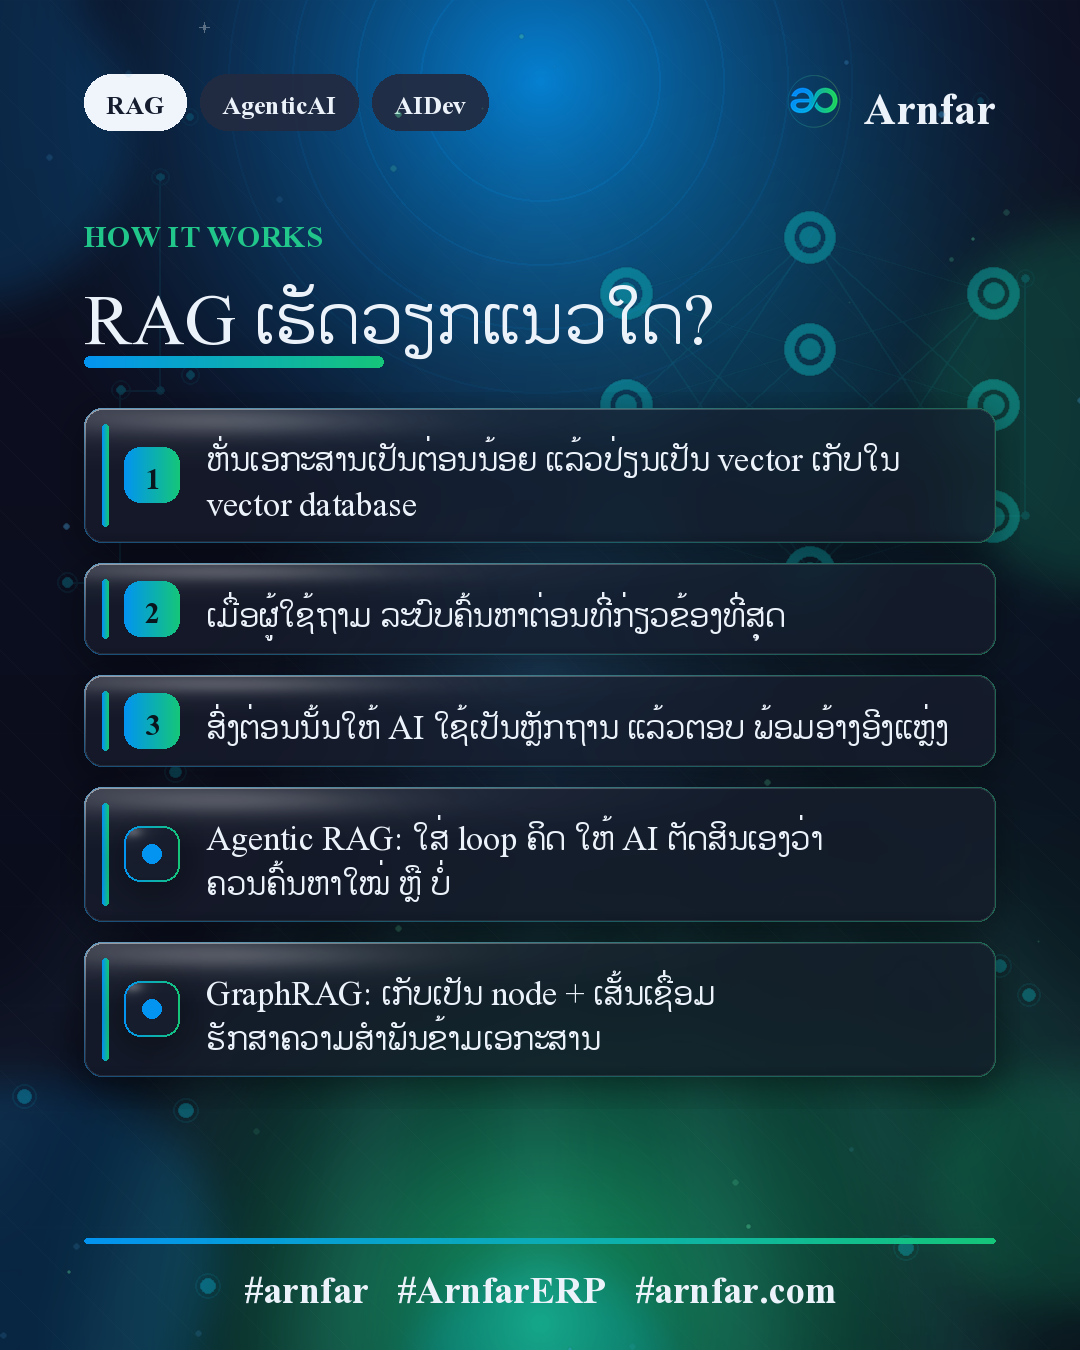 RAG AgenticAI AIDev
Arnfar
HOW IT WORKS
RAG ເຮັດວຽກແນວໃດ?
1 ຫັ່ນເອກະສານເປັນຕ່ອນນ້ອຍ ແລ້ວປ່ຽນເປັນ vector ເກັບໃນ
vector database
2 ເມື່ອຜູ້ໃຊ້ຖາມ ລະບົບຄົ້ນຫາຕ່ອນທີ່ກ່ຽວຂ້ອງທີ່ສຸດ
3 ສົ່ງຕ່ອນນັ້ນໃຫ້ AI ໃຊ້ເປັນຫຼັກຖານ ແລ້ວຕອບ ພ້ອມອ້າງອີງແຫຼ່ງ
Agentic RAG: ໃສ່ loop ຄິດ ໃຫ້ AI ຕັດສິນເອງວ່າ
ຄວນຄົ້ນຫາໃໝ່ ຫຼື ບໍ່
GraphRAG: ເກັບເປັນ node + ເສັ້ນເຊື່ອມ
ຮັກສາຄວາມສຳພັນຂ້າມເອກະສານ
#arnfar #ArnfarERP #arnfar.com